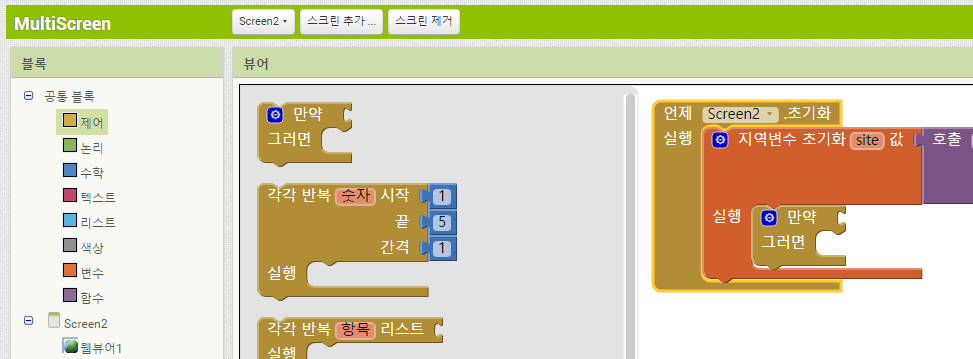 MultiScreen Screen2 스크린 추가 ... 스크린 제거
블록
공통 블록
제어
논리
수학
텍스트
리스트
색상
변수
함수
Screen2
웹뷰어1
뷰어
만약
그러면
각각 반복 숫자 시작 1
끝 5
간격 1
실행
각각 반복 항목 리스트
실행
언제 Screen2 .초기화
실행 지역변수 초기화 site 값 호출
실행 만약
그러면